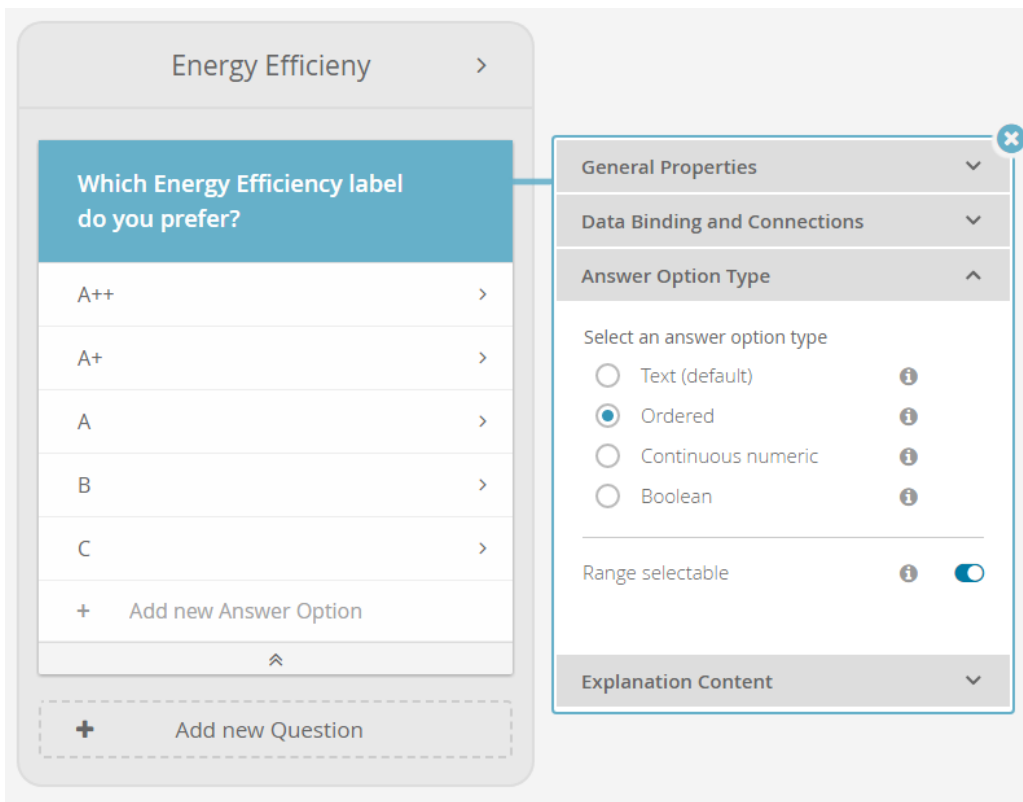 Energy Efficieny
Which Energy Efficiency label
do you prefer?
A++
A+
A
B
C
+ Add new Answer Option
+ Add new Question
General Properties
Data Binding and Connections
Answer Option Type
Select an answer option type
Text (default)
Ordered
Continuous numeric
Boolean
Range selectable
Explanation Content